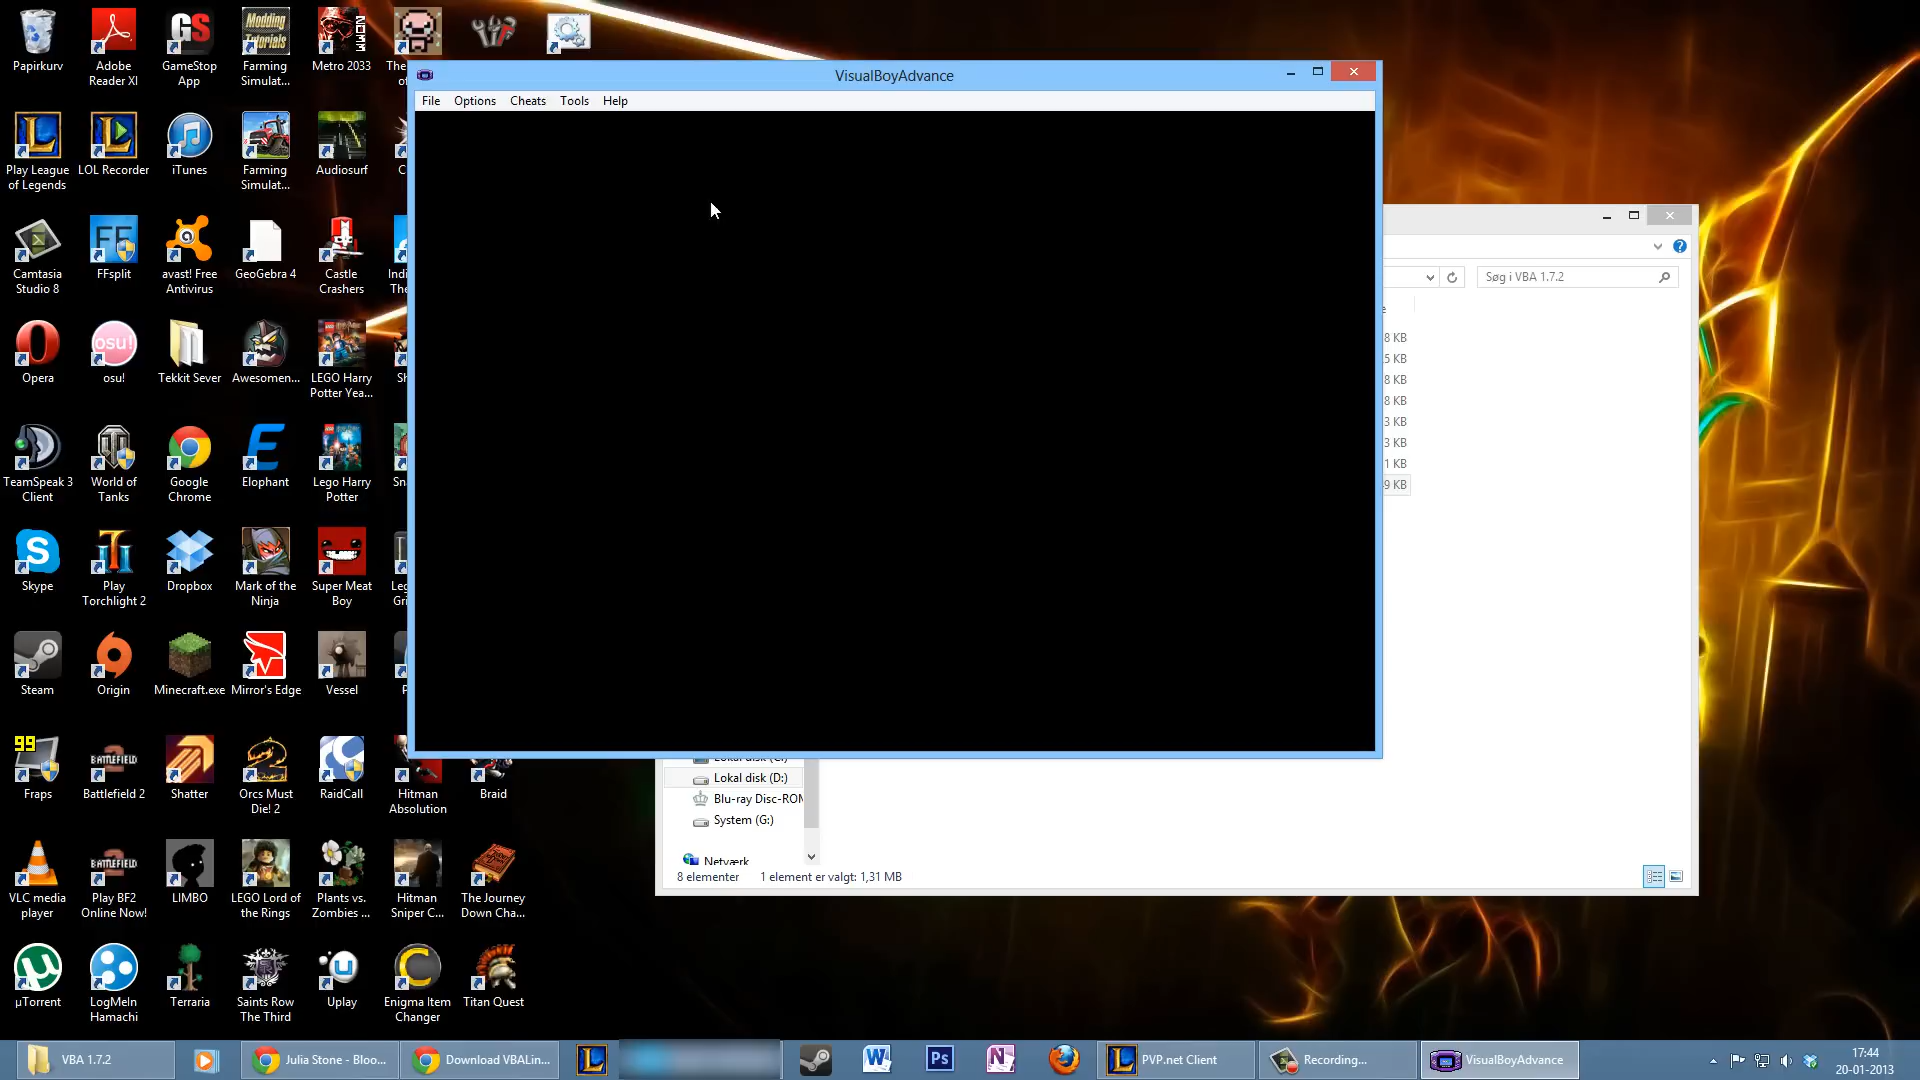 Papirkurv
Adobe
Reader XI
GameStop
App
Farming
Simulat...
Metro 2033
VisualBoyAdvance
File Options Cheats Tools Help
Play League
of Legends
LOL Recorder
iTunes
Farming
Simulat...
Audiosurf
Camtasia
Studio 8
FFsplit
avast! Free
Antivirus
GeoGebra 4
Castle
Crashers
Søg i VBA 1.7.2
Opera
osu!
Tekkit Sever
Awesomen...
LEGO Harry
Potter Yea...
8 KB
5 KB
8 KB
8 KB
3 KB
3 KB
1 KB
9 KB
TeamSpeak 3
Client
World of
Tanks
Google
Chrome
Elophant
Lego Harry
Potter
Skype
Play
Torchlight 2
Dropbox
Mark of the
Ninja
Super Meat
Boy
Steam
Origin
Minecraft.exe
Mirror's Edge
Vessel
Fraps
Battlefield 2
Shatter
Orcs Must
Die! 2
RaidCall
Hitman
Absolution
Braid
Lokal disk (C:)
Lokal disk (D:)
Blu-ray Disc-ROM
System (G:)
Netværk
8 elementer 1 element er valgt: 1,31 MB
VLC media
player
Play BF2
Online Now!
LIMBO
LEGO Lord of
the Rings
Plants vs.
Zombies ...
Hitman
Sniper C...
The Journey
Down Cha...
µTorrent
LogMeIn
Hamachi
Terraria
Saints Row
The Third
Uplay
Enigma Item
Changer
Titan Quest
VBA 1.7.2
Julia Stone - Bloo...
Download VBALin...
PVP.net Client
Recording...
VisualBoyAdvance
17:44
20-01-2013